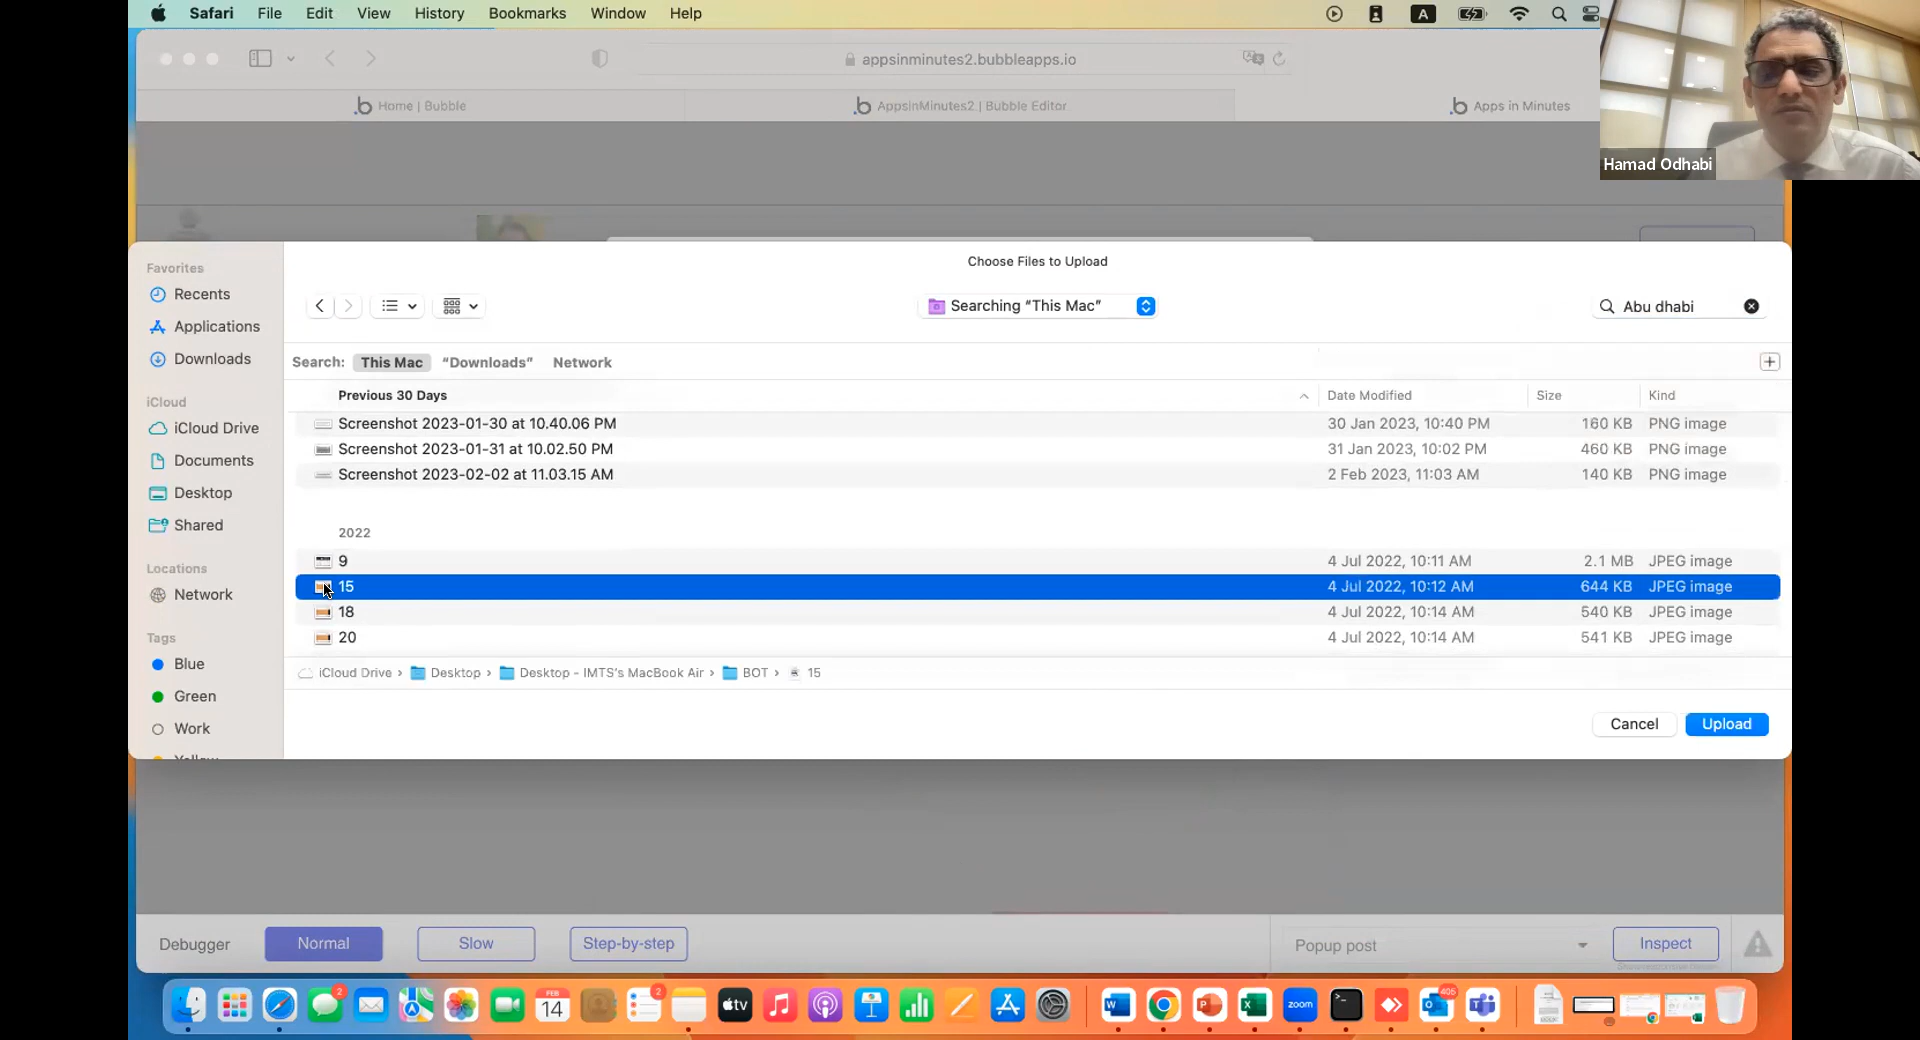 Safari File Edit View History Bookmarks Window Help
A
appsinminutes2.bubbleapps.io
Home | Bubble
AppsinMinutes2 | Bubble Editor
Apps in Minutes
Hamad Odhabi
Choose Files to Upload
Searching “This Mac”
Abu dhabi
Search: This Mac “Downloads” Network
Favorites
Recents
Applications
Downloads
iCloud
iCloud Drive
Documents
Desktop
Shared
Locations
Network
Tags
Blue
Green
Work
Yellow
Previous 30 Days Date Modified Size Kind
Screenshot 2023-01-30 at 10.40.06 PM 30 Jan 2023, 10:40 PM 160 KB PNG image
Screenshot 2023-01-31 at 10.02.50 PM 31 Jan 2023, 10:02 PM 460 KB PNG image
Screenshot 2023-02-02 at 11.03.15 AM 2 Feb 2023, 11:03 AM 140 KB PNG image
2022
9 4 Jul 2022, 10:11 AM 2.1 MB JPEG image
15 4 Jul 2022, 10:12 AM 644 KB JPEG image
18 4 Jul 2022, 10:14 AM 540 KB JPEG image
20 4 Jul 2022, 10:14 AM 541 KB JPEG image
iCloud Drive › Desktop › Desktop - IMTS's MacBook Air › BOT › 15
Cancel Upload
Debugger Normal Slow Step-by-step Popup post Inspect
2
FEB
14
2
tv
zoom
405